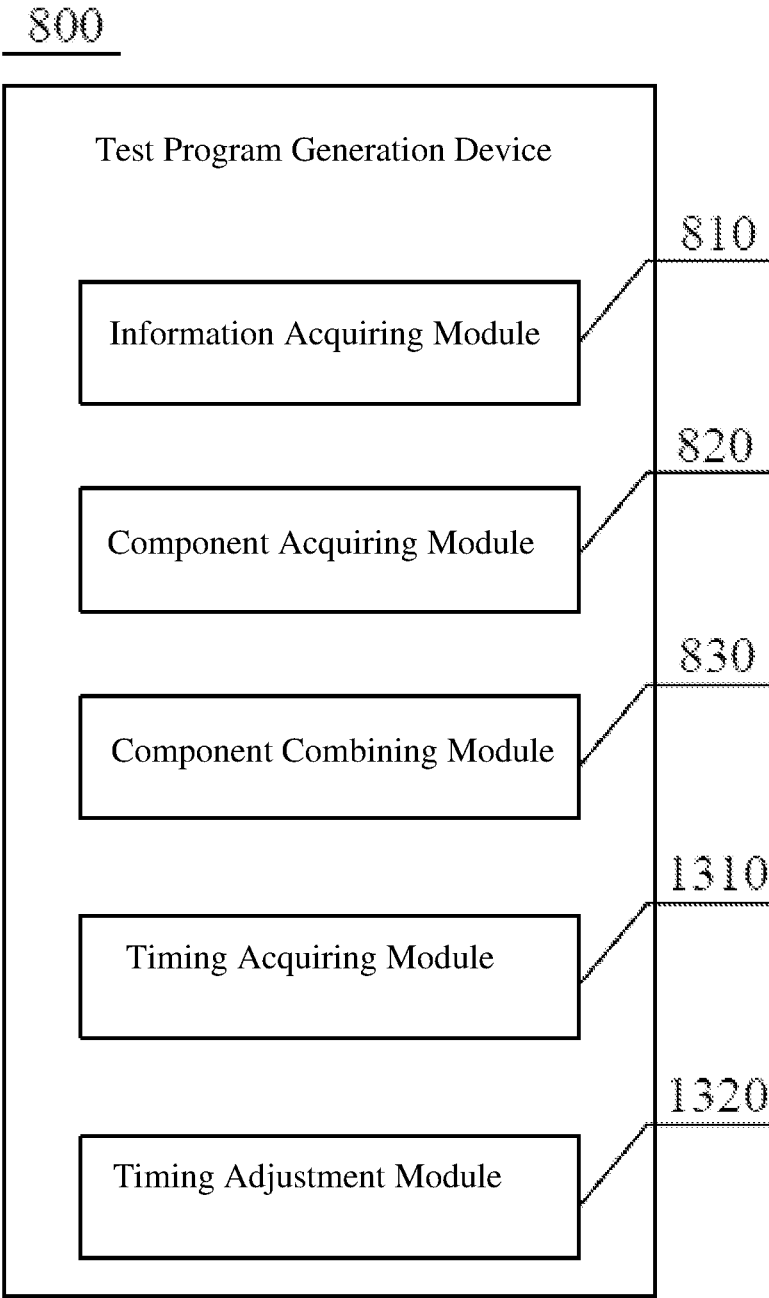 800
Test Program Generation Device
810
Information Acquiring Module
820
Component Acquiring Module
830
Component Combining Module
1310
Timing Acquiring Module
1320
Timing Adjustment Module